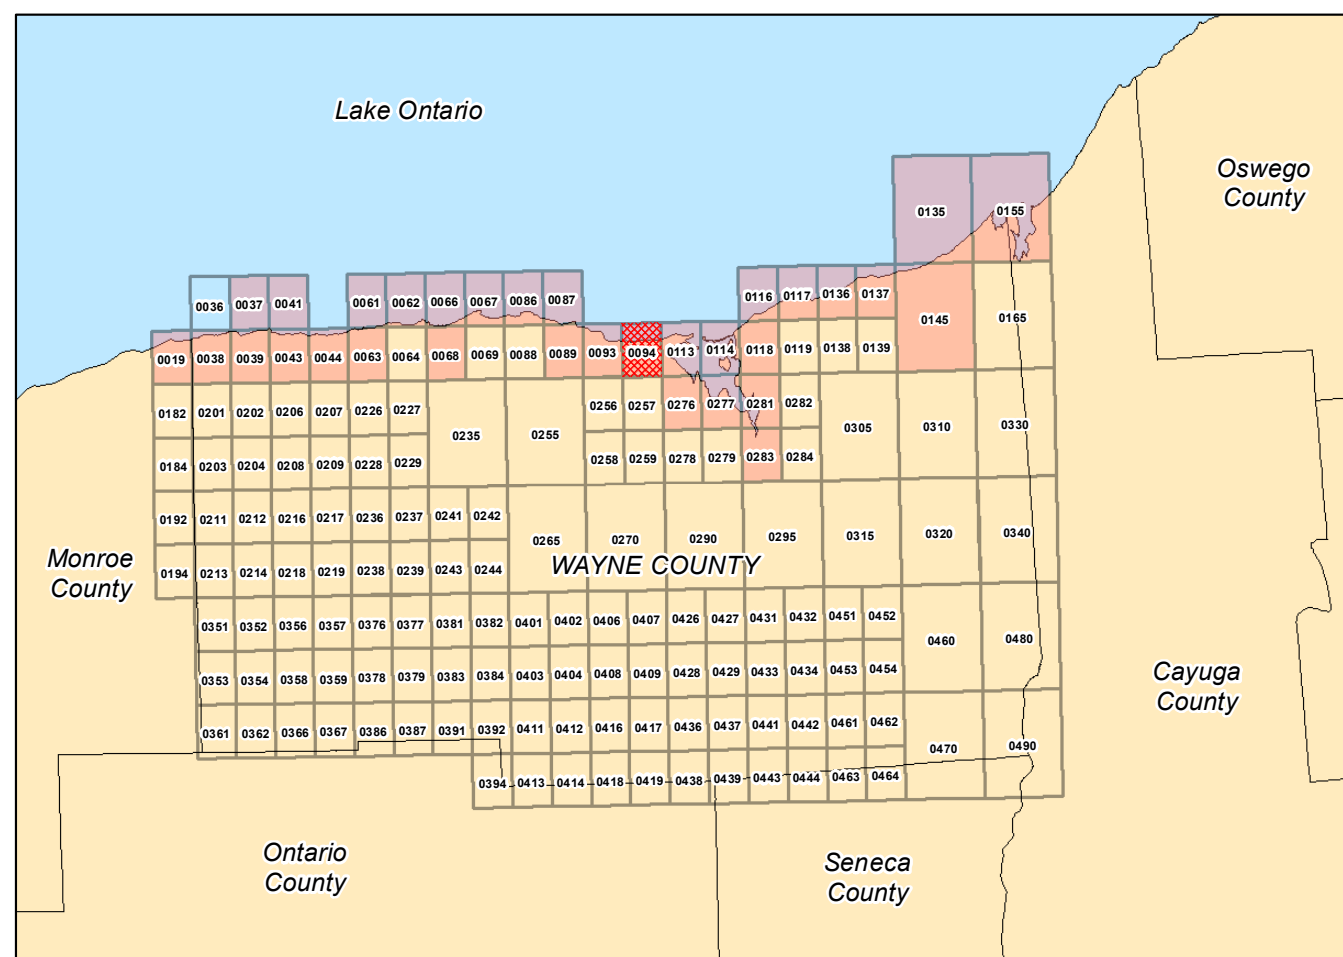 Lake Ontario
Oswego
County
0135 0155
0036 0037 0041 0061 0062 0066 0067 0086 0087 0116 0117 0136 0137
0145 0165
0019 0038 0039 0043 0044 0063 0064 0068 0069 0088 0089 0093 0094 0113 0114 0118 0119 0138 0139
0182 0201 0202 0206 0207 0226 0227 0256 0257 0276 0277 0281 0282
0235 0255 0305 0310 0330
0184 0203 0204 0208 0209 0228 0229 0258 0259 0278 0279 0283 0284
0192 0211 0212 0216 0217 0236 0237 0241 0242
0265 0270 0290 0295 0315 0320 0340
Monroe
County
WAYNE COUNTY
0194 0213 0214 0218 0219 0238 0239 0243 0244
0351 0352 0356 0357 0376 0377 0381 0382 0401 0402 0406 0407 0426 0427 0431 0432 0451 0452
0460 0480
0353 0354 0358 0359 0378 0379 0383 0384 0403 0404 0408 0409 0428 0429 0433 0434 0453 0454
Cayuga
County
0361 0362 0366 0367 0386 0387 0391 0392 0411 0412 0416 0417 0436 0437 0441 0442 0461 0462
0470 0490
0394 0413 0414 0418 0419 0438 0439 0443 0444 0463 0464
Ontario
County
Seneca
County